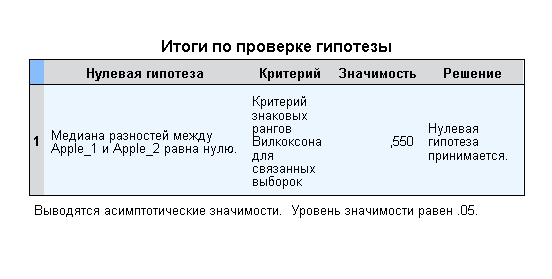 Итоги по проверке гипотезы
Нулевая гипотеза Критерий Значимость Решение
1 Медиана разностей между Apple_1 и Apple_2 равна нулю.
Критерий
знаковых
рангов
Вилкоксона
для
связанных
выборок
,550
Нулевая
гипотеза
принимается.
Выводятся асимптотические значимости. Уровень значимости равен .05.